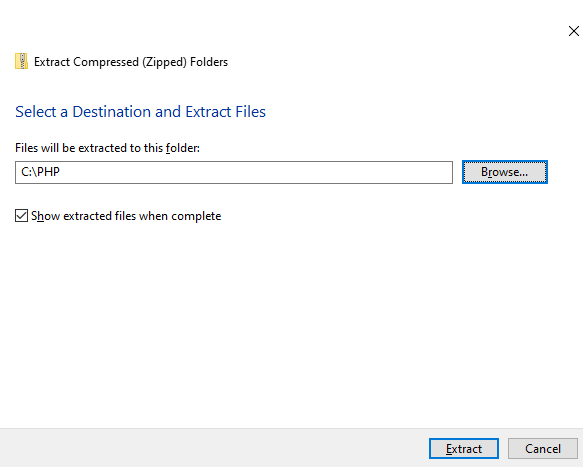 Extract Compressed (Zipped) Folders
Select a Destination and Extract Files
Files will be extracted to this folder:
C:\PHP
Browse...
Show extracted files when complete
Extract
Cancel